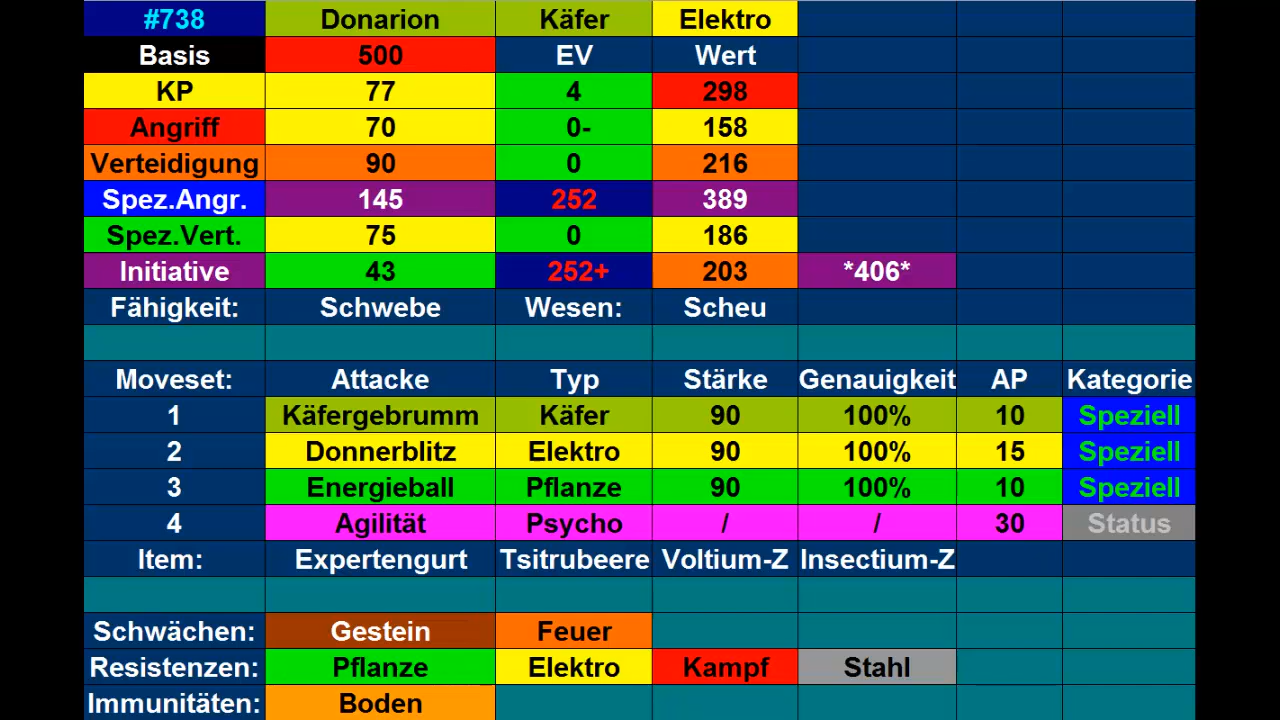 #738 Donarion Käfer Elektro
Basis 500 EV Wert
KP 77 4 298
Angriff 70 0- 158
Verteidigung 90 0 216
Spez.Angr. 145 252 389
Spez.Vert. 75 0 186
Initiative 43 252+ 203 *406*
Fähigkeit: Schwebe Wesen: Scheu
Moveset: Attacke Typ Stärke Genauigkeit AP Kategorie
1 Käfergebrumm Käfer 90 100% 10 Speziell
2 Donnerblitz Elektro 90 100% 15 Speziell
3 Energieball Pflanze 90 100% 10 Speziell
4 Agilität Psycho / / 30 Status
Item: Expertengurt Tsitrubeere Voltium-Z Insectium-Z
Schwächen: Gestein Feuer
Resistenzen: Pflanze Elektro Kampf Stahl
Immunitäten: Boden